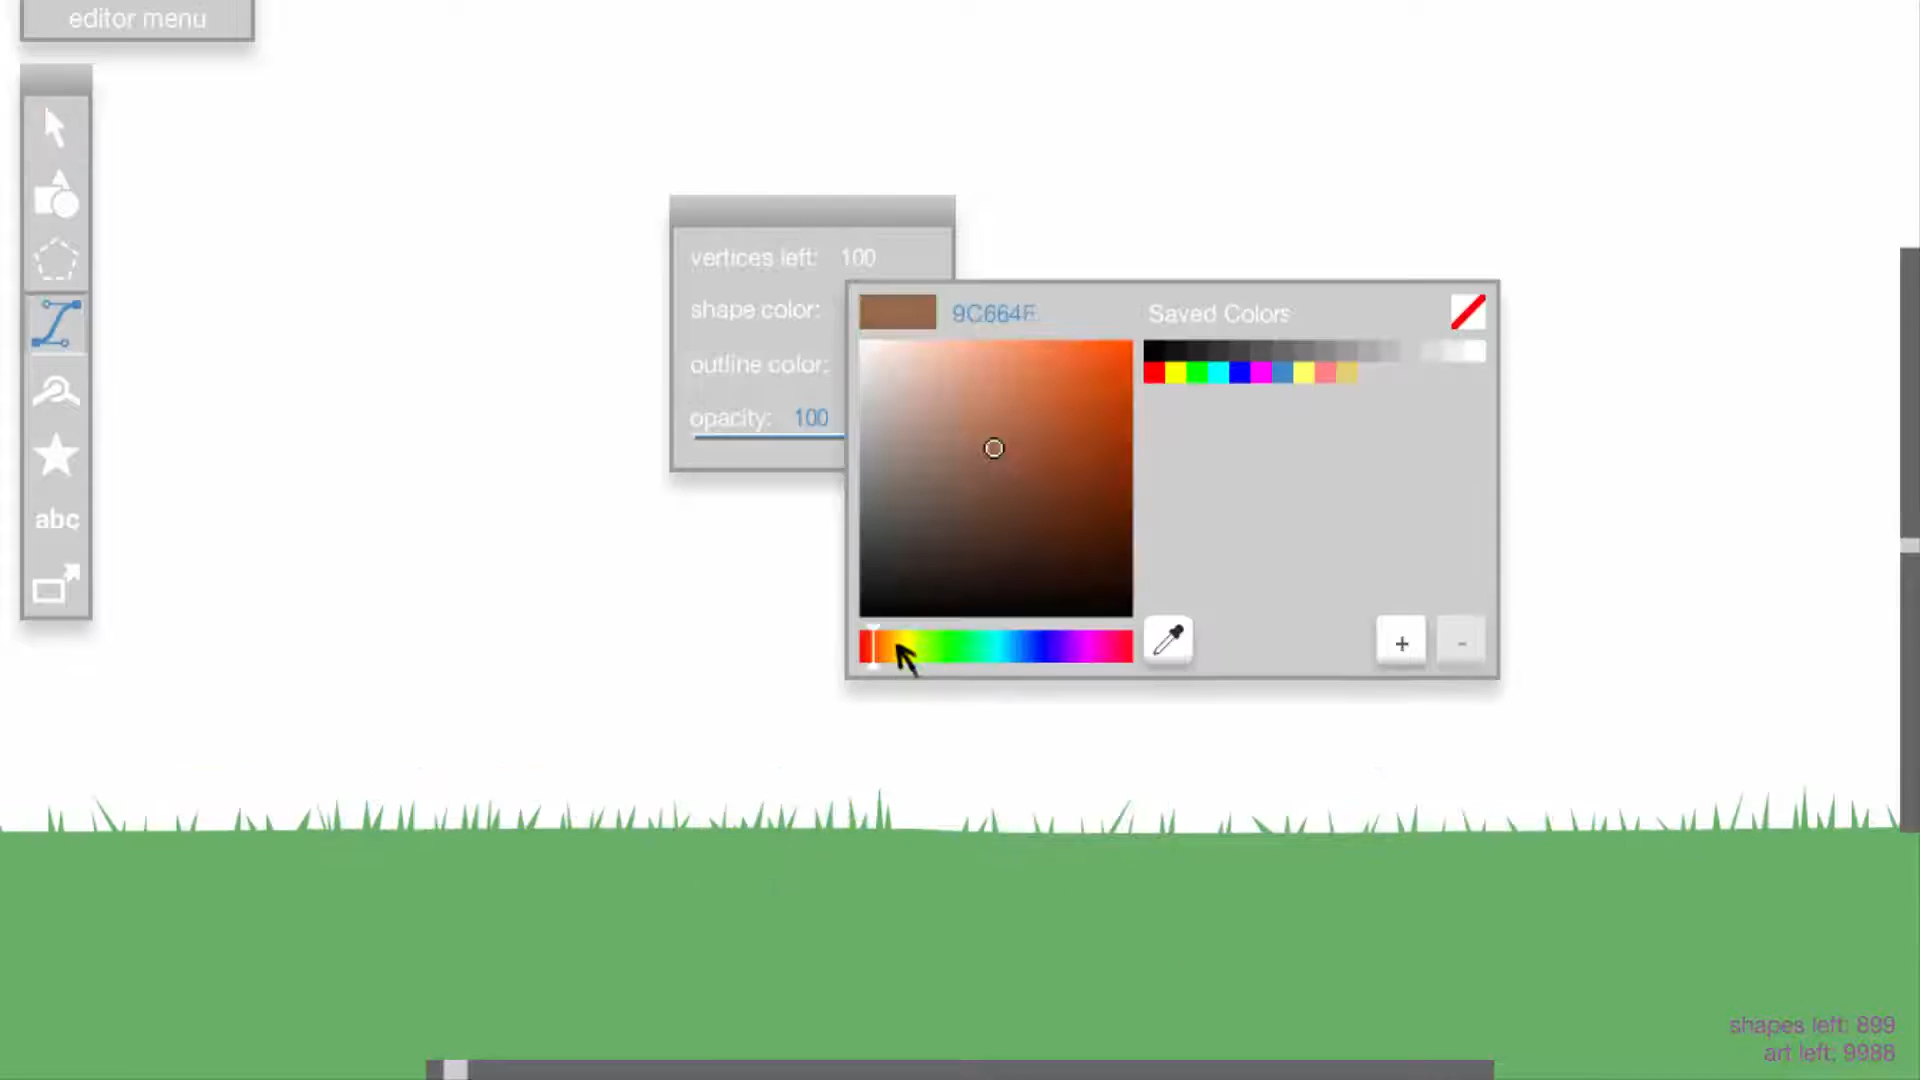 editor menu
vertices left: 100
shape color:
outline color:
opacity: 100
9C664F
Saved Colors
+
-
abc
shapes left: 899
art left: 9988